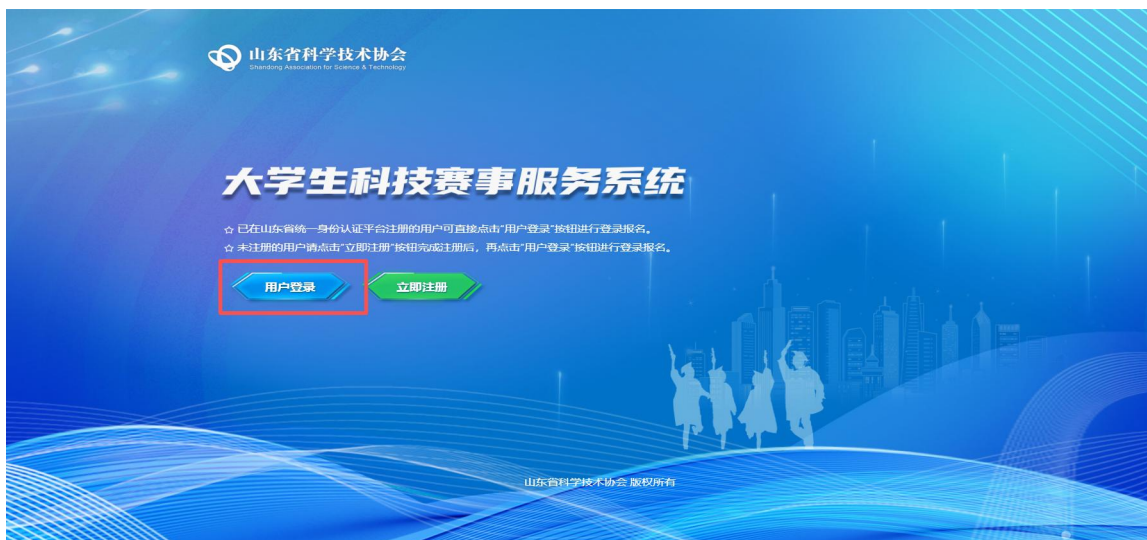 山东省科学技术协会
Shandong Association for Science & Technology
大学生科技赛事服务系统
☆ 已在山东省统一身份认证平台注册的用户可直接点击"用户登录"按钮进行登录报名。
☆ 未注册的用户请点击"立即注册"按钮完成注册后，再点击"用户登录"按钮进行登录报名。
用户登录 立即注册
山东省科学技术协会 版权所有